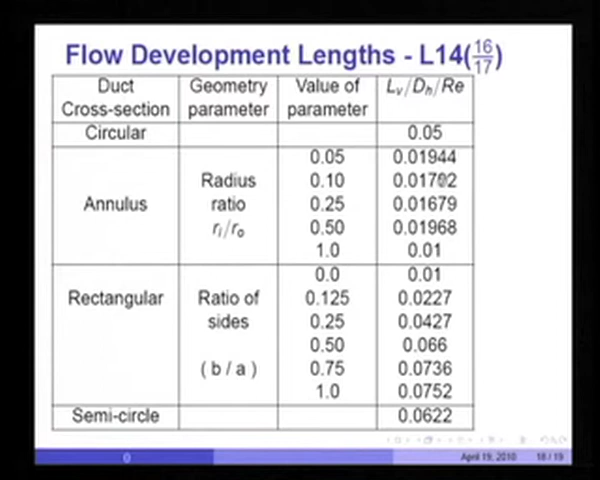 Flow Development Lengths - L14(16/17)
Duct Cross-section Geometry parameter Value of parameter Lv/Dh/Re
Circular 0.05
Annulus Radius ratio ri/ro
0.05 0.01944
0.10 0.01702
0.25 0.01679
0.50 0.01968
1.0 0.01
Rectangular Ratio of sides (b/a)
0.0 0.01
0.125 0.0227
0.25 0.0427
0.50 0.066
0.75 0.0736
1.0 0.0752
Semi-circle 0.0622
0 April 19, 2010 18 / 19